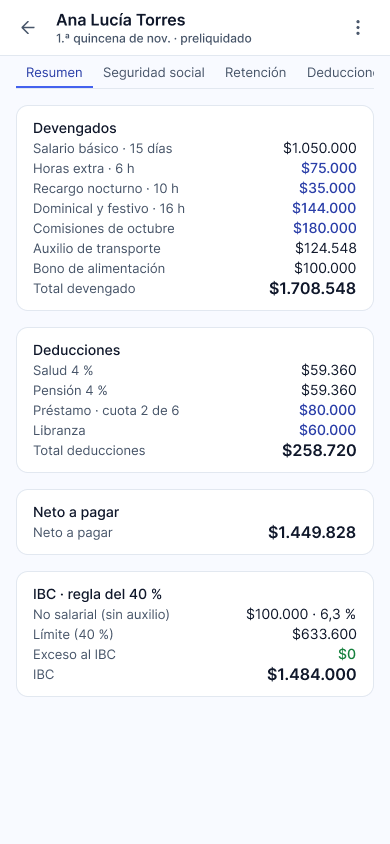 Ana Lucía Torres
1.ª quincena de nov. · preliquidado
Resumen Seguridad social Retención Deduccion
Devengados
Salario básico · 15 días $1.050.000
Horas extra · 6 h $75.000
Recargo nocturno · 10 h $35.000
Dominical y festivo · 16 h $144.000
Comisiones de octubre $180.000
Auxilio de transporte $124.548
Bono de alimentación $100.000
Total devengado $1.708.548
Deducciones
Salud 4 % $59.360
Pensión 4 % $59.360
Préstamo · cuota 2 de 6 $80.000
Libranza $60.000
Total deducciones $258.720
Neto a pagar
Neto a pagar $1.449.828
IBC · regla del 40 %
No salarial (sin auxilio) $100.000 · 6,3 %
Límite (40 %) $633.600
Exceso al IBC $0
IBC $1.484.000